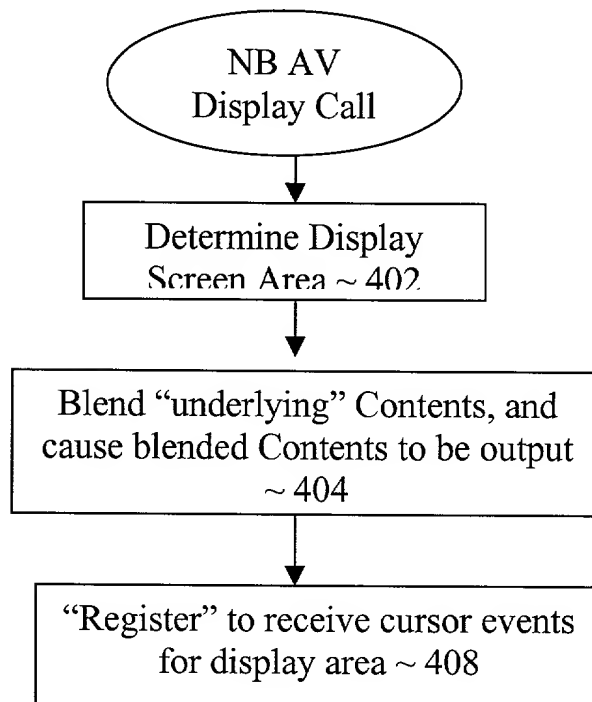 NB AV
Display Call
Determine Display
Screen Area ~ 402
Blend “underlying” Contents, and
cause blended Contents to be output
~ 404
“Register” to receive cursor events
for display area ~ 408